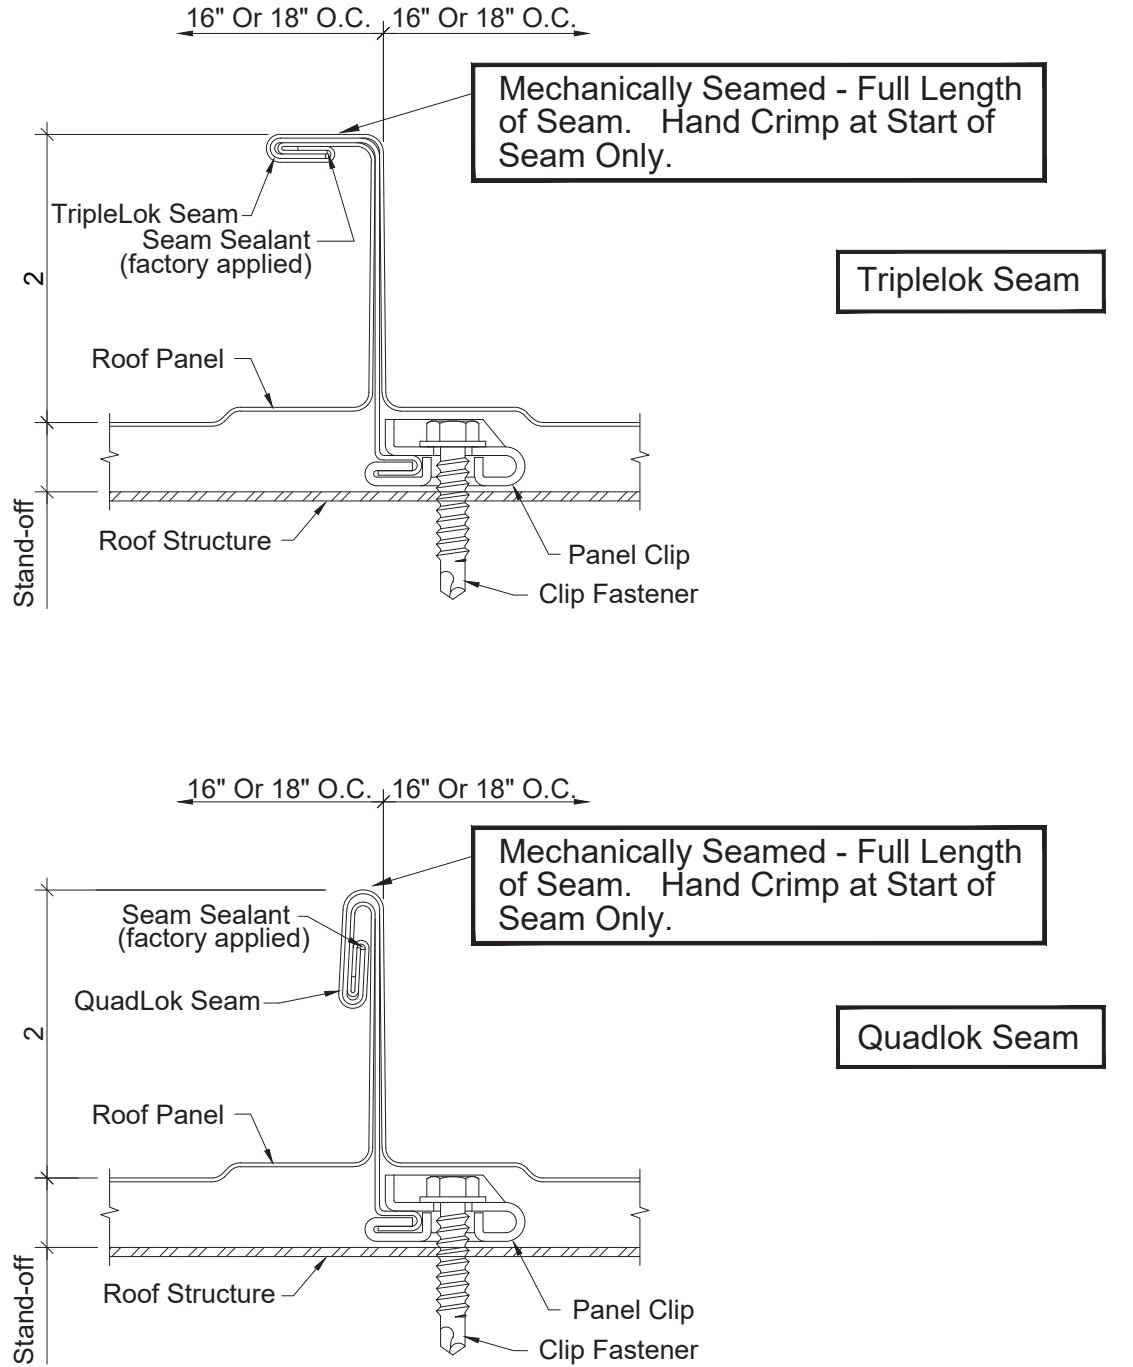 16" Or 18" O.C. 16" Or 18" O.C.
Mechanically Seamed - Full Length
of Seam. Hand Crimp at Start of
Seam Only.
TripleLok Seam
Seam Sealant
(factory applied)
Triplelok Seam
2
Roof Panel
Stand-off
Roof Structure
Panel Clip
Clip Fastener
16" Or 18" O.C. 16" Or 18" O.C.
Mechanically Seamed - Full Length
of Seam. Hand Crimp at Start of
Seam Only.
Seam Sealant
(factory applied)
QuadLok Seam
Quadlok Seam
2
Roof Panel
Stand-off
Roof Structure
Panel Clip
Clip Fastener